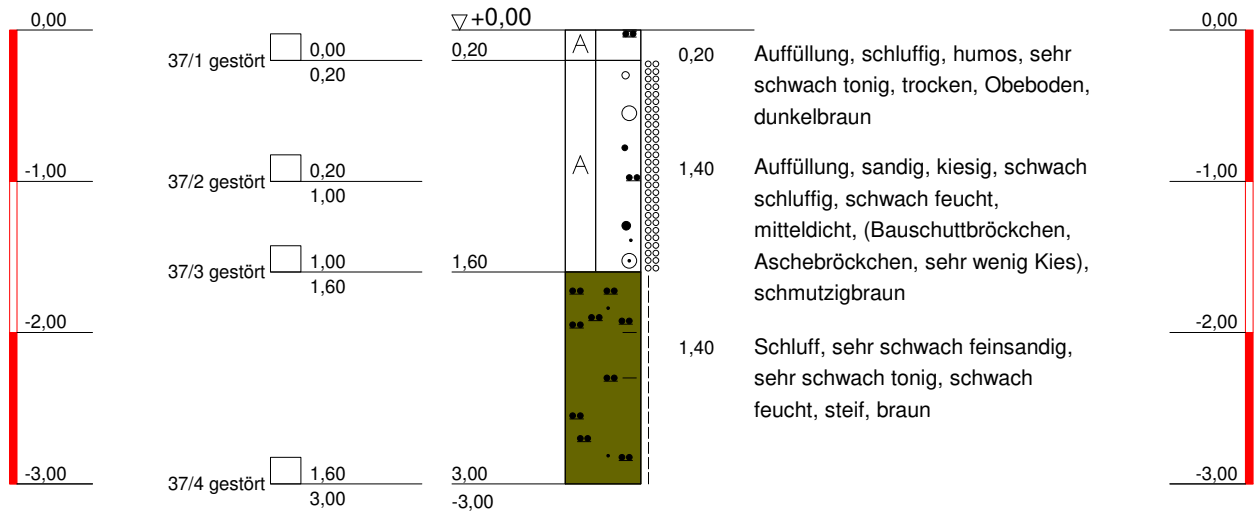 0,00
-1,00
-2,00
-3,00
37/1 gestört
0,00
0,20
37/2 gestört
0,20
1,00
37/3 gestört
1,00
1,60
37/4 gestört
1,60
3,00
+0,00
0,20
1,60
3,00
-3,00
A
A
0,20
Auffüllung, schluffig, humos, sehr
schwach tonig, trocken, Obeboden,
dunkelbraun
1,40
Auffüllung, sandig, kiesig, schwach
schluffig, schwach feucht,
mitteldicht, (Bauschuttbröckchen,
Aschebröckchen, sehr wenig Kies),
schmutzigbraun
1,40
Schluff, sehr schwach feinsandig,
sehr schwach tonig, schwach
feucht, steif, braun
0,00
-1,00
-2,00
-3,00